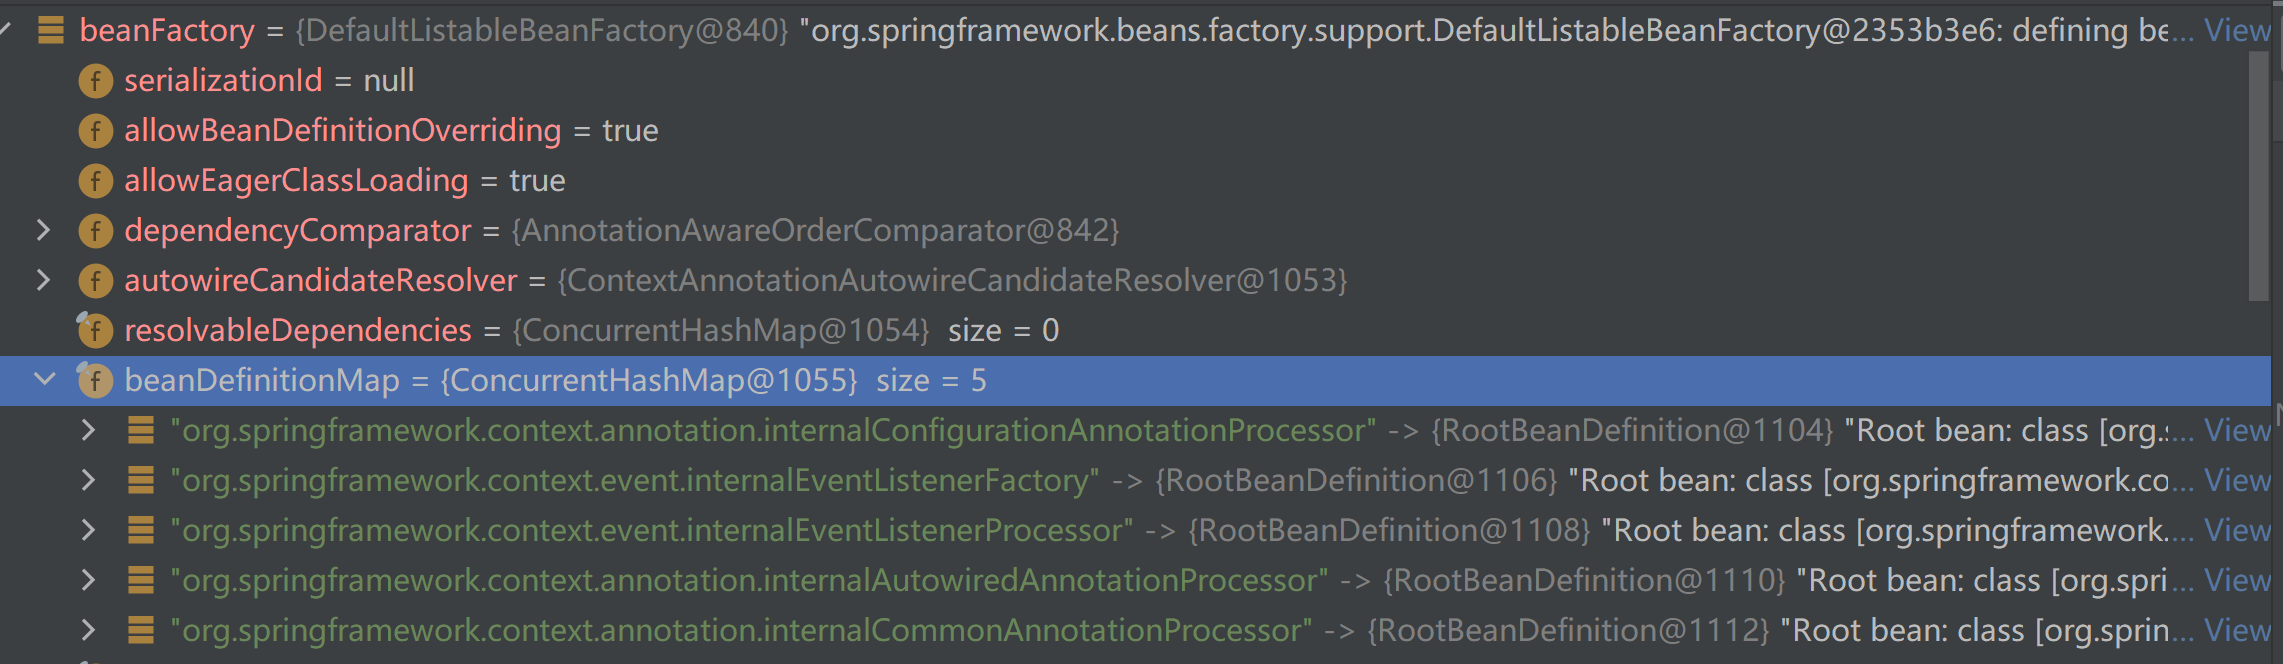 beanFactory = {DefaultListableBeanFactory@840} "org.springframework.beans.factory.support.DefaultListableBeanFactory@2353b3e6: defining be... View
f serializationId = null
f allowBeanDefinitionOverriding = true
f allowEagerClassLoading = true
f dependencyComparator = {AnnotationAwareOrderComparator@842}
f autowireCandidateResolver = {ContextAnnotationAutowireCandidateResolver@1053}
f resolvableDependencies = {ConcurrentHashMap@1054} size = 0
f beanDefinitionMap = {ConcurrentHashMap@1055} size = 5
"org.springframework.context.annotation.internalConfigurationAnnotationProcessor" -> {RootBeanDefinition@1104} "Root bean: class [org.s... View
"org.springframework.context.event.internalEventListenerFactory" -> {RootBeanDefinition@1106} "Root bean: class [org.springframework.co... View
"org.springframework.context.event.internalEventListenerProcessor" -> {RootBeanDefinition@1108} "Root bean: class [org.springframework.... View
"org.springframework.context.annotation.internalAutowiredAnnotationProcessor" -> {RootBeanDefinition@1110} "Root bean: class [org.spri... View
"org.springframework.context.annotation.internalCommonAnnotationProcessor" -> {RootBeanDefinition@1112} "Root bean: class [org.sprin... View